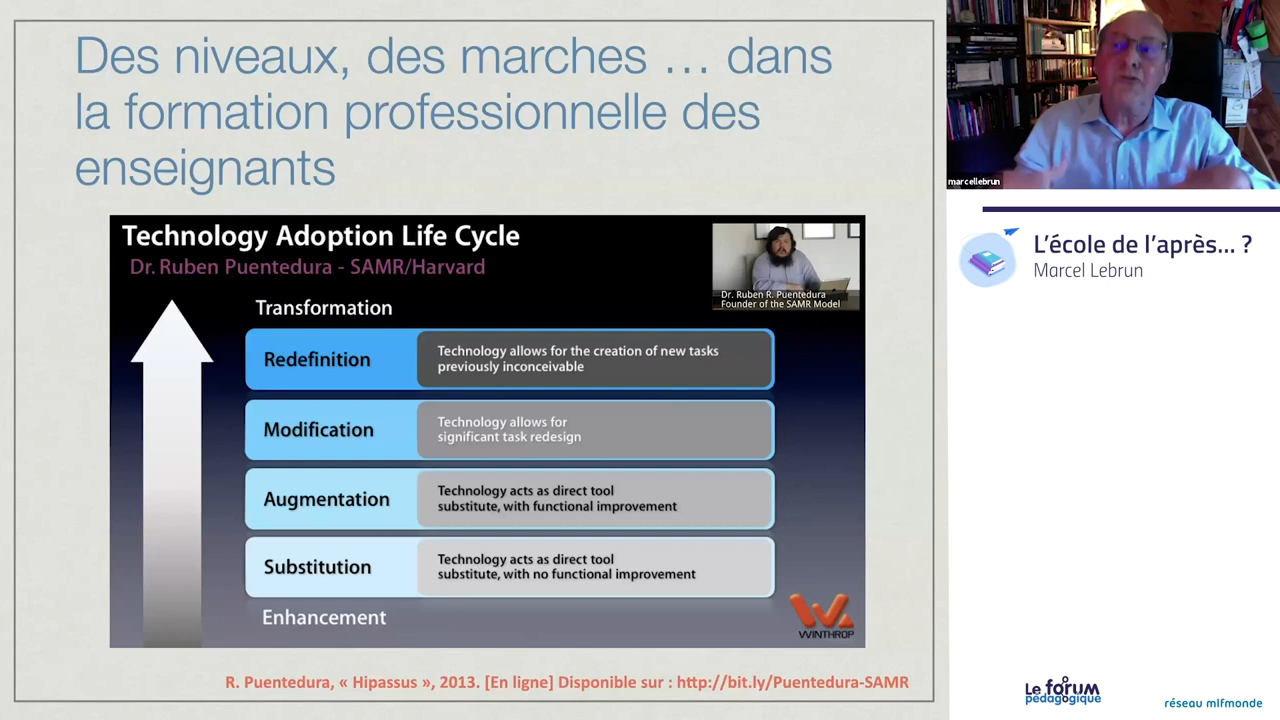 Des niveaux, des marches … dans
la formation professionnelle des
enseignants
Technology Adoption Life Cycle
Dr. Ruben Puentedura - SAMR/Harvard
Dr. Ruben R. Puentedura
Founder of the SAMR Model
Transformation
Redefinition
Technology allows for the creation of new tasks
previously inconceivable
Modification
Technology allows for
significant task redesign
Augmentation
Technology acts as direct tool
substitute, with functional improvement
Substitution
Technology acts as direct tool
substitute, with no functional improvement
Enhancement
WINTHROP
R. Puentedura, « Hipassus », 2013. [En ligne] Disponible sur : http://bit.ly/Puentedura-SAMR
marcellebrun
L’école de l’après... ?
Marcel Lebrun
Le forum
pédagogique
réseau mlfmonde